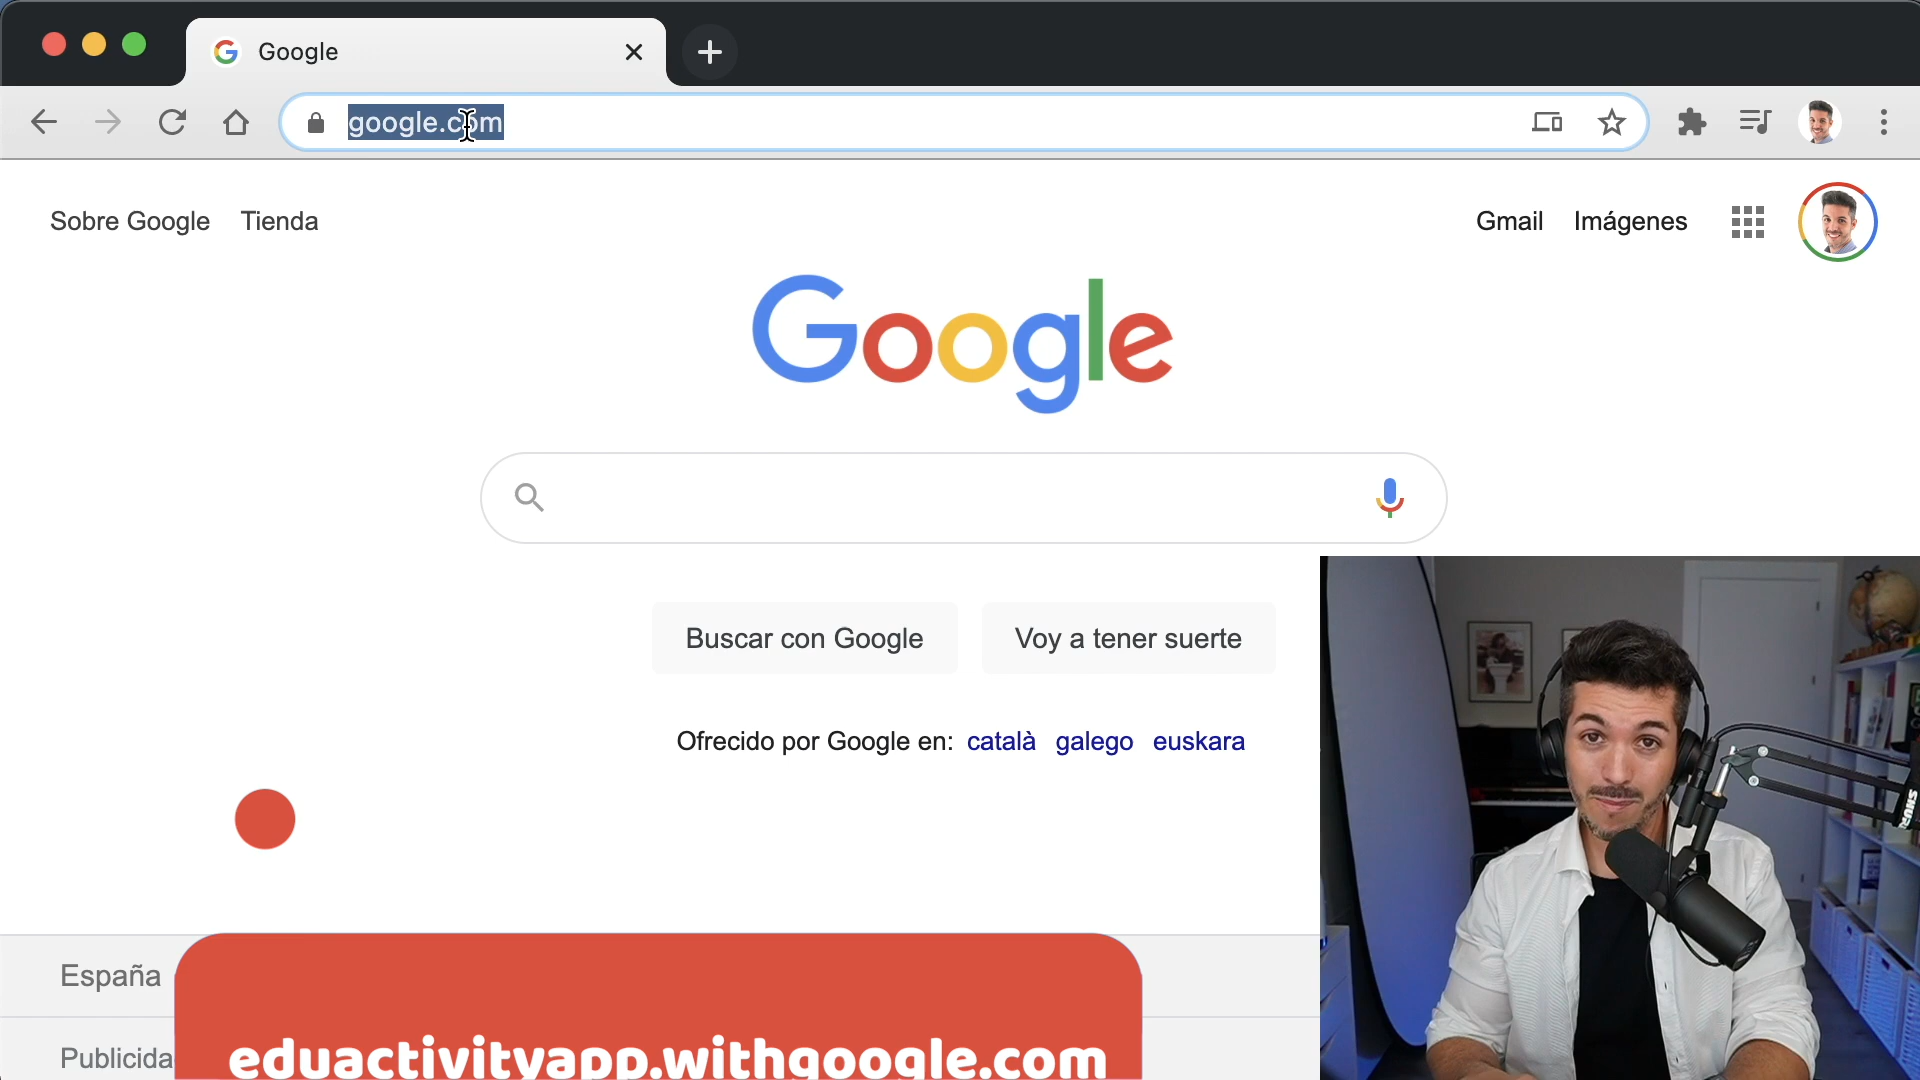 Google
google.com
Sobre Google Tienda
Gmail Imágenes
Google
Buscar con Google Voy a tener suerte
Ofrecido por Google en: català galego euskara
SHURE
España
Publicida
eduactivityapp.withgoogle.com